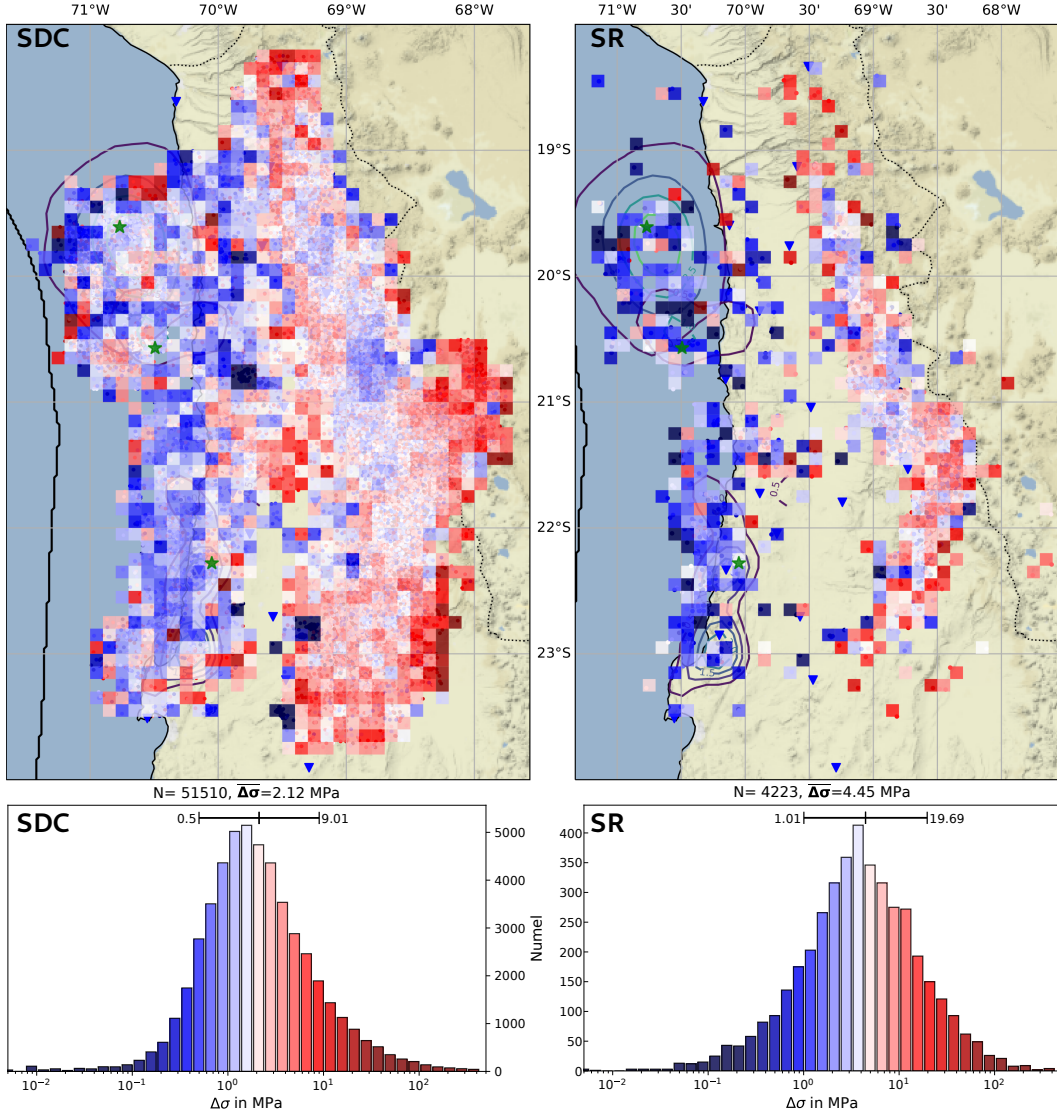 71°W 70°W 69°W 68°W
71°W 30' 70°W 30' 69°W 30' 68°W
SDC
SR
19°S
20°S
21°S
22°S
23°S
0.5
1.5
N= 51510, Δσ=2.12 MPa
N= 4223, Δσ=4.45 MPa
SDC
0.5 9.01
5000
4000
3000
2000
1000
0
10⁻² 10⁻¹ 10⁰ 10¹ 10²
Δσ in MPa
Numel
SR
1.01 19.69
400
350
300
250
200
150
100
50
0
10⁻² 10⁻¹ 10⁰ 10¹ 10²
Δσ in MPa